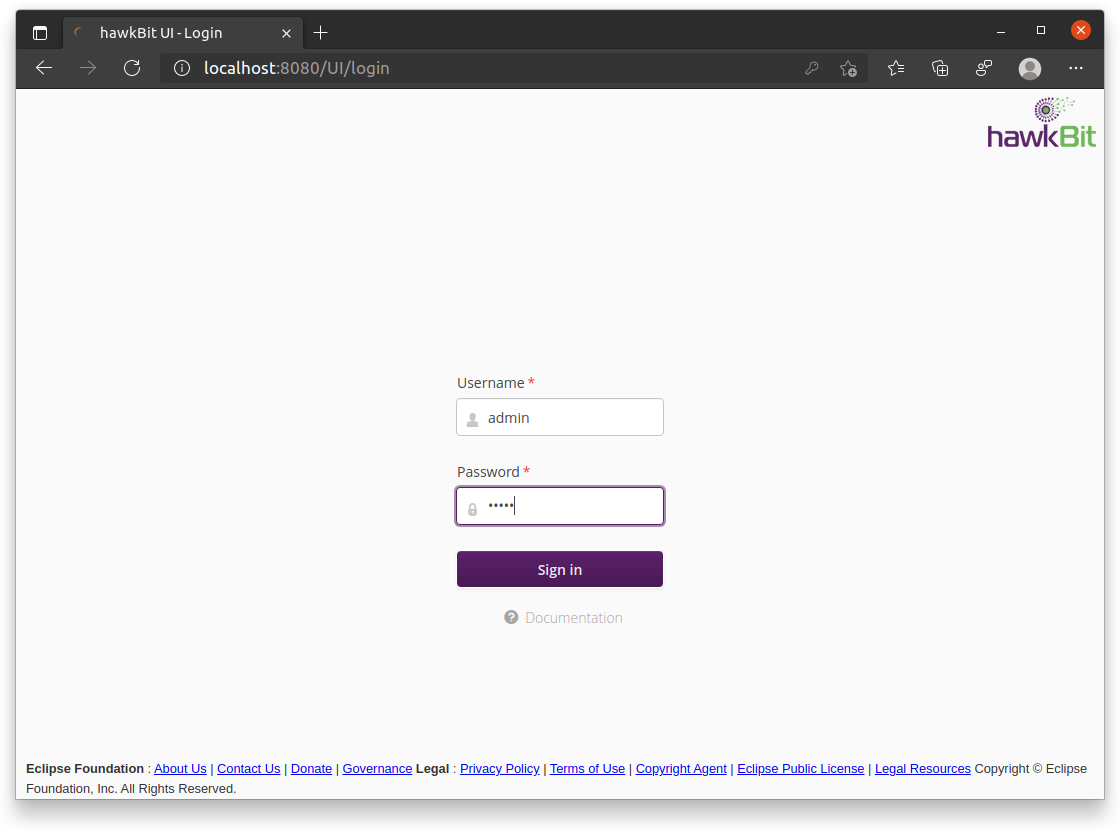 hawkBit UI - Login
localhost:8080/UI/login
hawkBit
Username *
admin
Password *
•••••
Sign in
? Documentation
Eclipse Foundation : About Us | Contact Us | Donate | Governance Legal : Privacy Policy | Terms of Use | Copyright Agent | Eclipse Public License | Legal Resources Copyright © Eclipse
Foundation, Inc. All Rights Reserved.